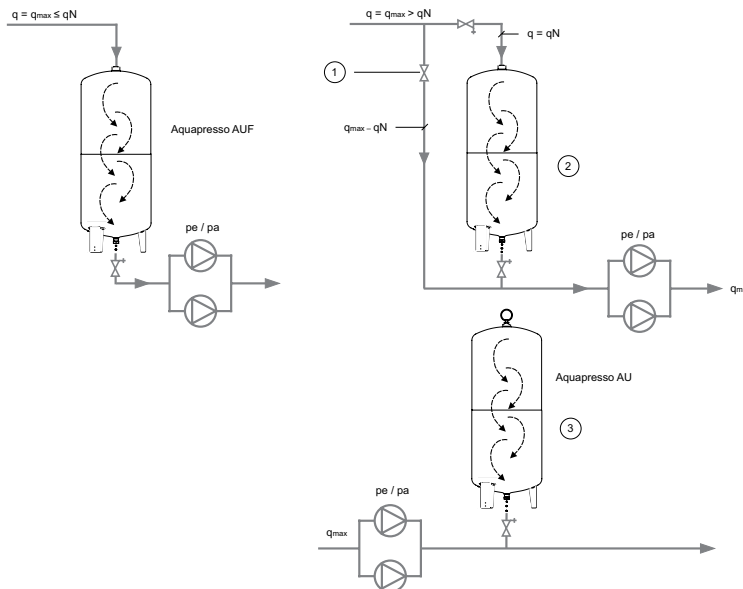 q = qmax ≤ qN
Aquapresso AUF
pe / pa
q = qmax > qN
q = qN
1
qmax – qN
2
pe / pa
qm
Aquapresso AU
3
pe / pa
qmax